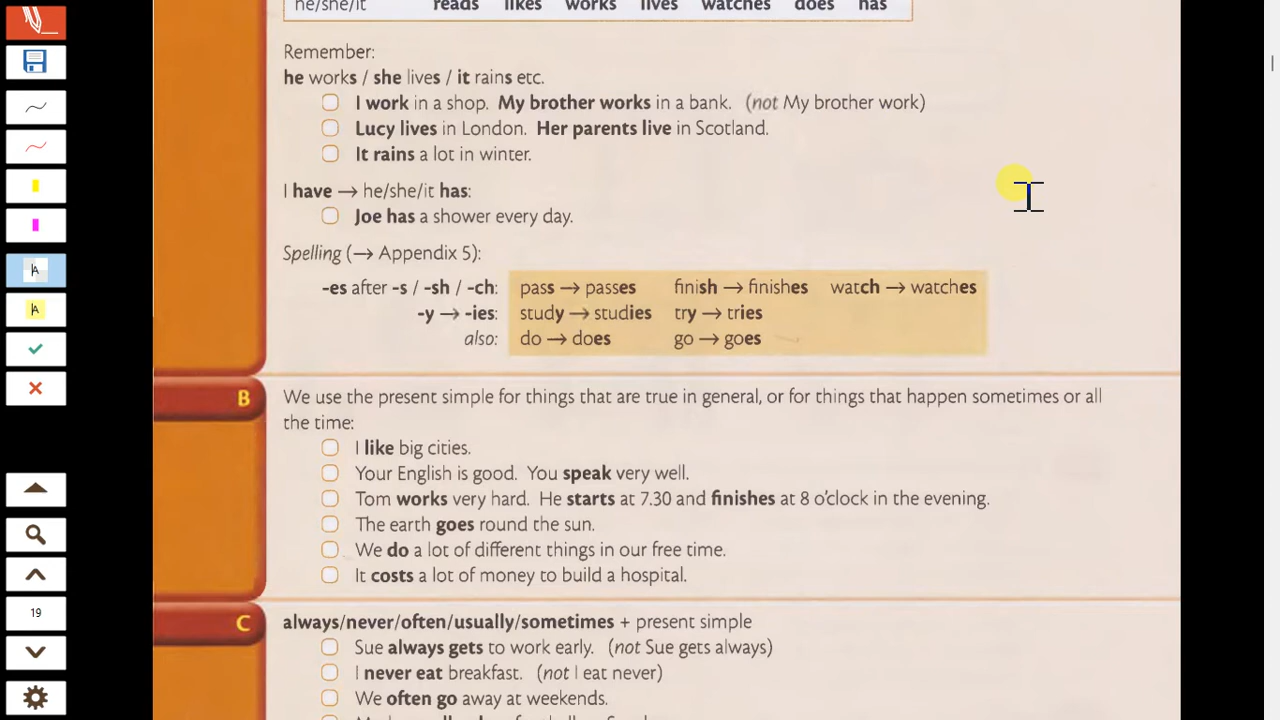 he/she/it reads likes works lives watches does has
Remember:
he works / she lives / it rains etc.
I work in a shop. My brother works in a bank. (not My brother work)
Lucy lives in London. Her parents live in Scotland.
It rains a lot in winter.
I have → he/she/it has:
Joe has a shower every day.
Spelling (→ Appendix 5):
-es after -s / -sh / -ch: pass → passes finish → finishes watch → watches
-y → -ies: study → studies try → tries
also: do → does go → goes
B
We use the present simple for things that are true in general, or for things that happen sometimes or all
the time:
I like big cities.
Your English is good. You speak very well.
Tom works very hard. He starts at 7.30 and finishes at 8 o'clock in the evening.
The earth goes round the sun.
We do a lot of different things in our free time.
It costs a lot of money to build a hospital.
C
always/never/often/usually/sometimes + present simple
Sue always gets to work early. (not Sue gets always)
I never eat breakfast. (not I eat never)
We often go away at weekends.
A
A
19